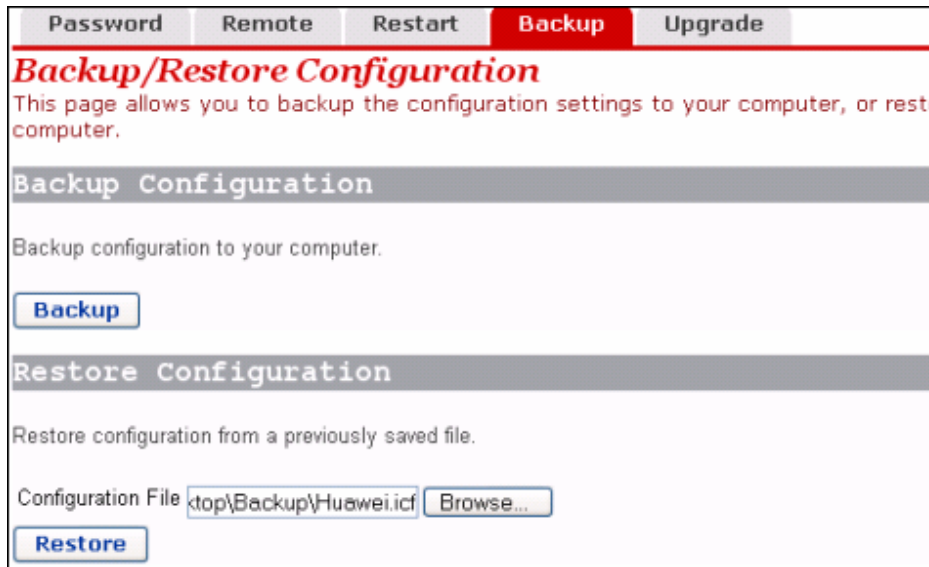 Password Remote Restart Backup Upgrade
Backup/Restore Configuration
This page allows you to backup the configuration settings to your computer, or rest
computer.
Backup Configuration
Backup configuration to your computer.
Backup
Restore Configuration
Restore configuration from a previously saved file.
Configuration File top\Backup\Huawei.icf Browse...
Restore